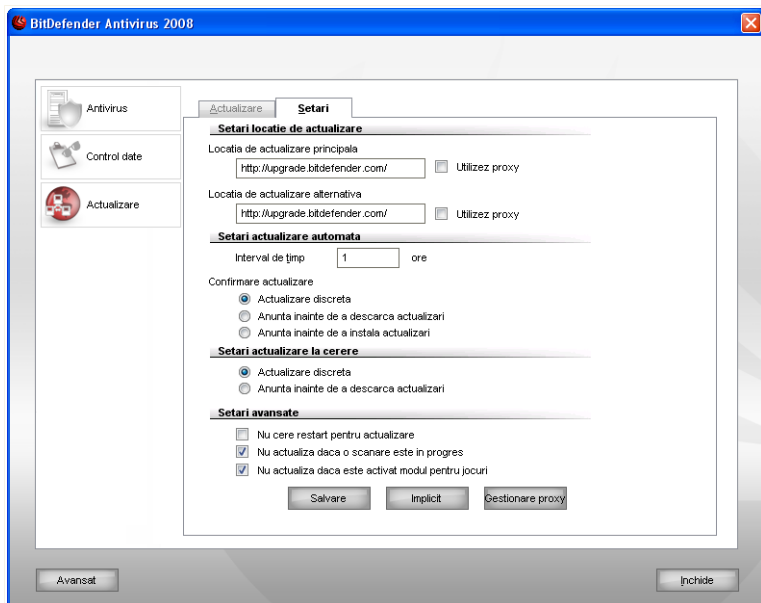 BitDefender Antivirus 2008
Antivirus
Control date
Actualizare
Actualizare Setari
Setari locatie de actualizare
Locatia de actualizare principala
http://upgrade.bitdefender.com/ Utilizez proxy
Locatia de actualizare alternativa
http://upgrade.bitdefender.com/ Utilizez proxy
Setari actualizare automata
Interval de timp 1 ore
Confirmare actualizare
Actualizare discreta
Anunta inainte de a descarca actualizari
Anunta inainte de a instala actualizari
Setari actualizare la cerere
Actualizare discreta
Anunta inainte de a descarca actualizari
Setari avansate
Nu cere restart pentru actualizare
Nu actualiza daca o scanare este in progres
Nu actualiza daca este activat modul pentru jocuri
Salvare Implicit Gestionare proxy
Avansat Inchide